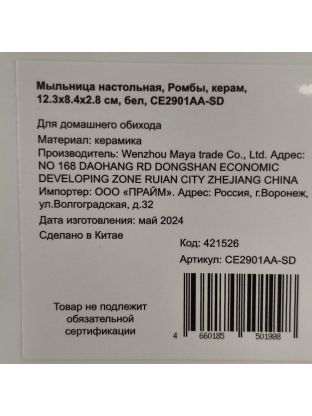 Мыльница настольная, Ромбы, керам,
12.3х8.4х2.8 см, бел, CE2901AA-SD
Для домашнего обихода
Материал: керамика
Производитель: Wenzhou Maya trade Co., Ltd. Адрес:
NO 168 DAOHANG RD DONGSHAN ECONOMIC
DEVELOPING ZONE RUIAN CITY ZHEJIANG CHINA
Импортер: ООО «ПРАЙМ». Адрес: Россия, г.Воронеж,
ул.Волгоградская, д.32
Дата изготовления: май 2024
Сделано в Китае
Код: 421526
Артикул: CE2901AA-SD
Товар не подлежит
обязательной
сертификации
4 660185 501998